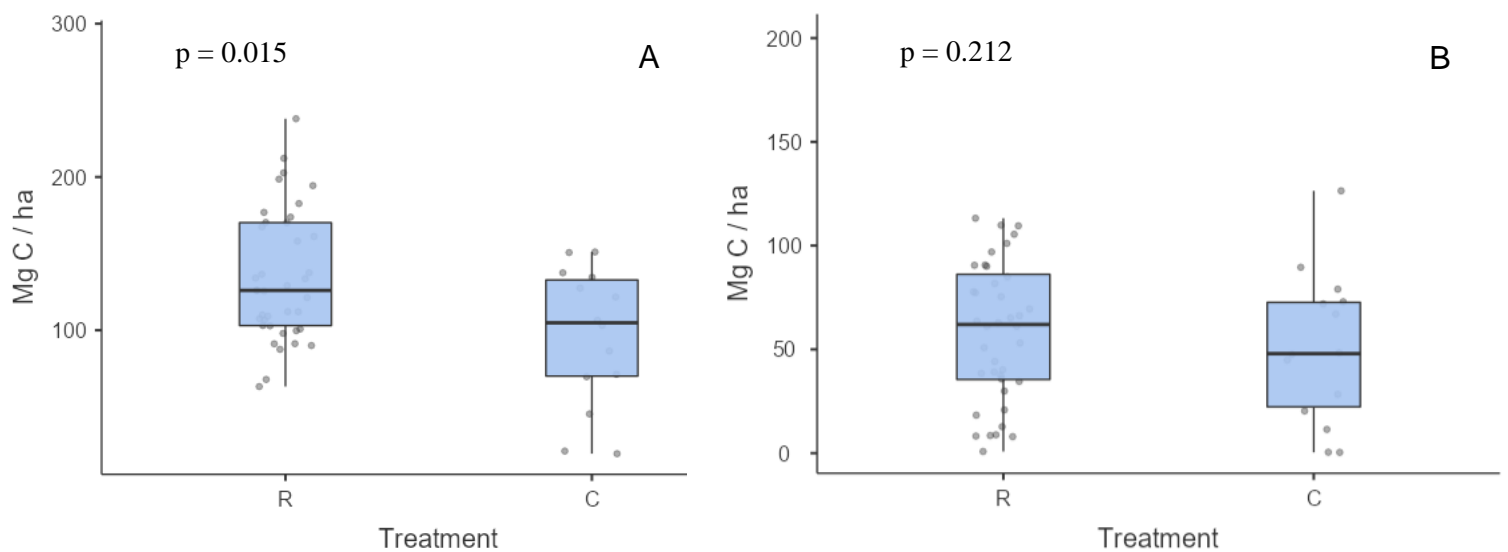 300
p = 0.015
A
200
100
Mg C / ha
R
C
Treatment
200
p = 0.212
B
150
100
50
0
Mg C / ha
R
C
Treatment